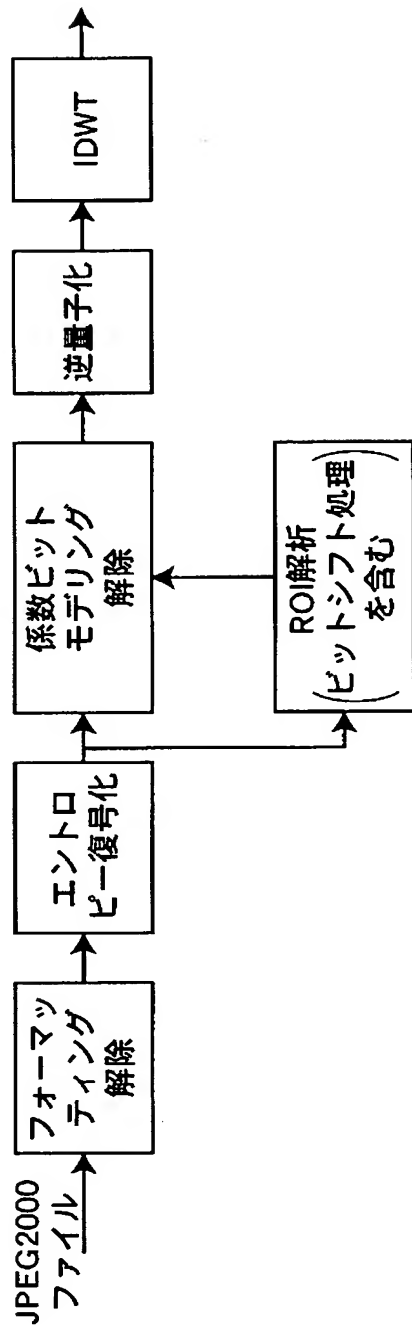 JPEG2000
ファイル
フォーマッ
ティング
解除
エントロ
ピー復号化
係数ビット
モデリング
解除
ROI解析
(ビットシフト処理
を含む)
逆量子化
IDWT